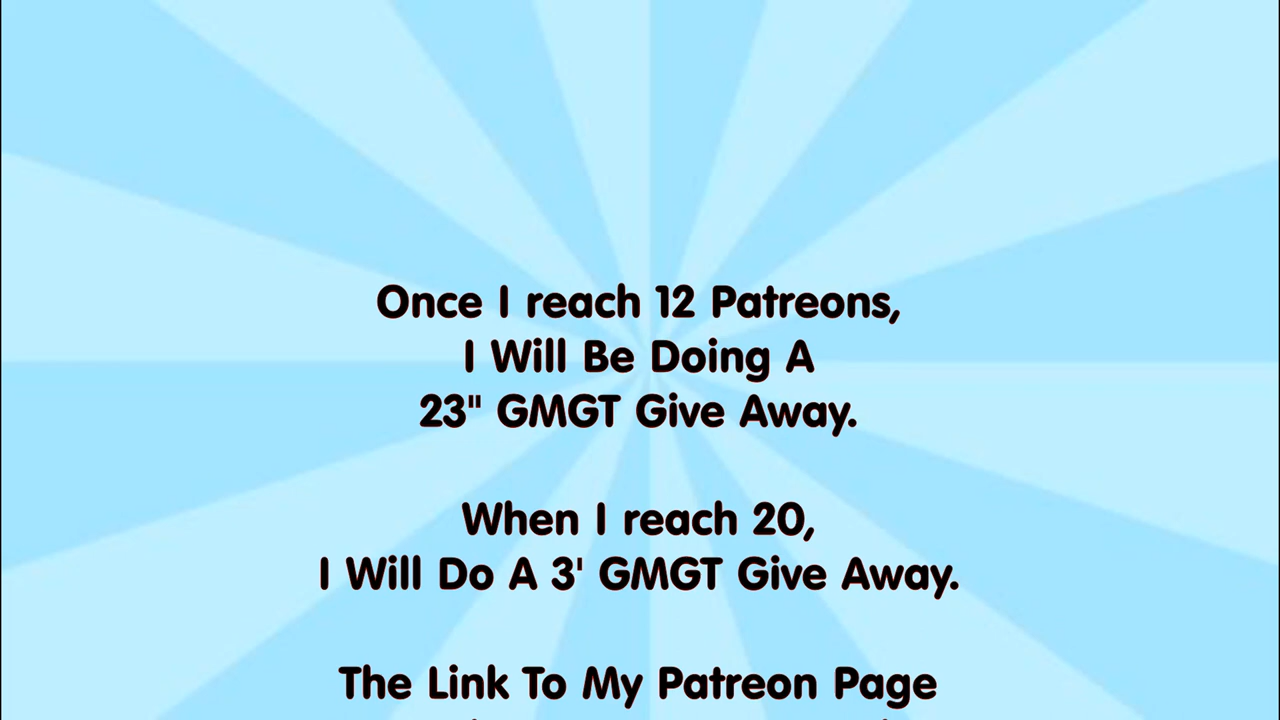 Once I reach 12 Patreons,
I Will Be Doing A
23" GMGT Give Away.
When I reach 20,
I Will Do A 3' GMGT Give Away.
The Link To My Patreon Page